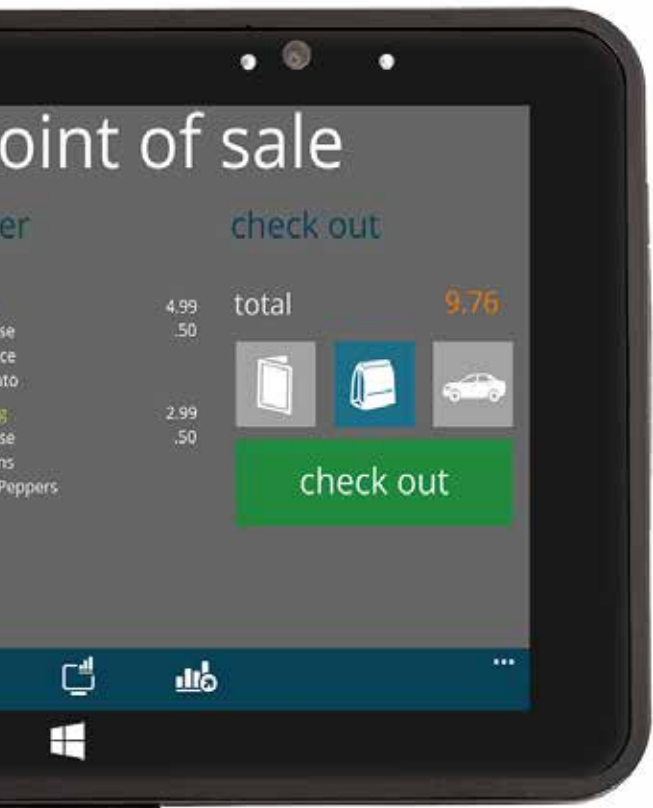 oint of sale
er
check out
4.99
total
9.76
se
.50
ce
ato
g
2.99
se
.50
ns
Peppers
check out
...